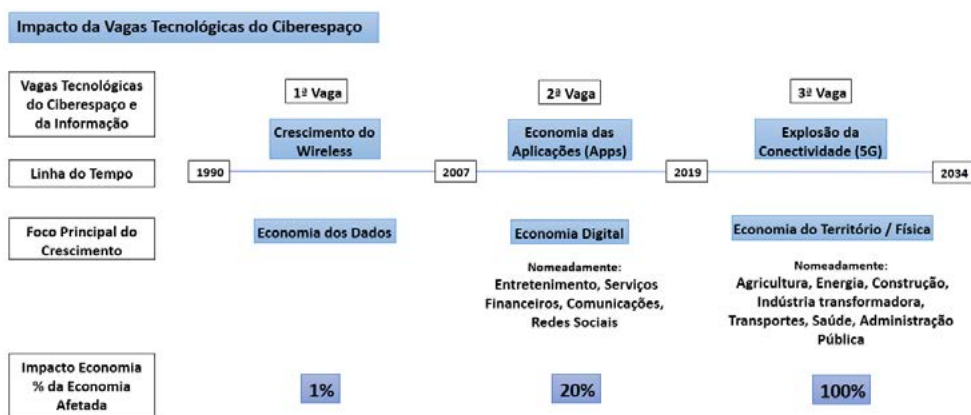 Impacto da Vagas Tecnológicas do Ciberespaço
Vagas Tecnológicas
do Ciberespaço e
da Informação
1ª Vaga
2ª Vaga
3ª Vaga
Crescimento do
Wireless
Economia das
Aplicações (Apps)
Explosão da
Conectividade (5G)
Linha do Tempo
1990
2007
2019
2034
Foco Principal do
Crescimento
Economia dos Dados
Economia Digital
Nomeadamente:
Entretenimento, Serviços
Financeiros, Comunicações,
Redes Sociais
Economia do Território / Física
Nomeadamente:
Agricultura, Energia, Construção,
Indústria transformadora,
Transportes, Saúde, Administração
Pública
Impacto Economia
% da Economia
Afetada
1%
20%
100%